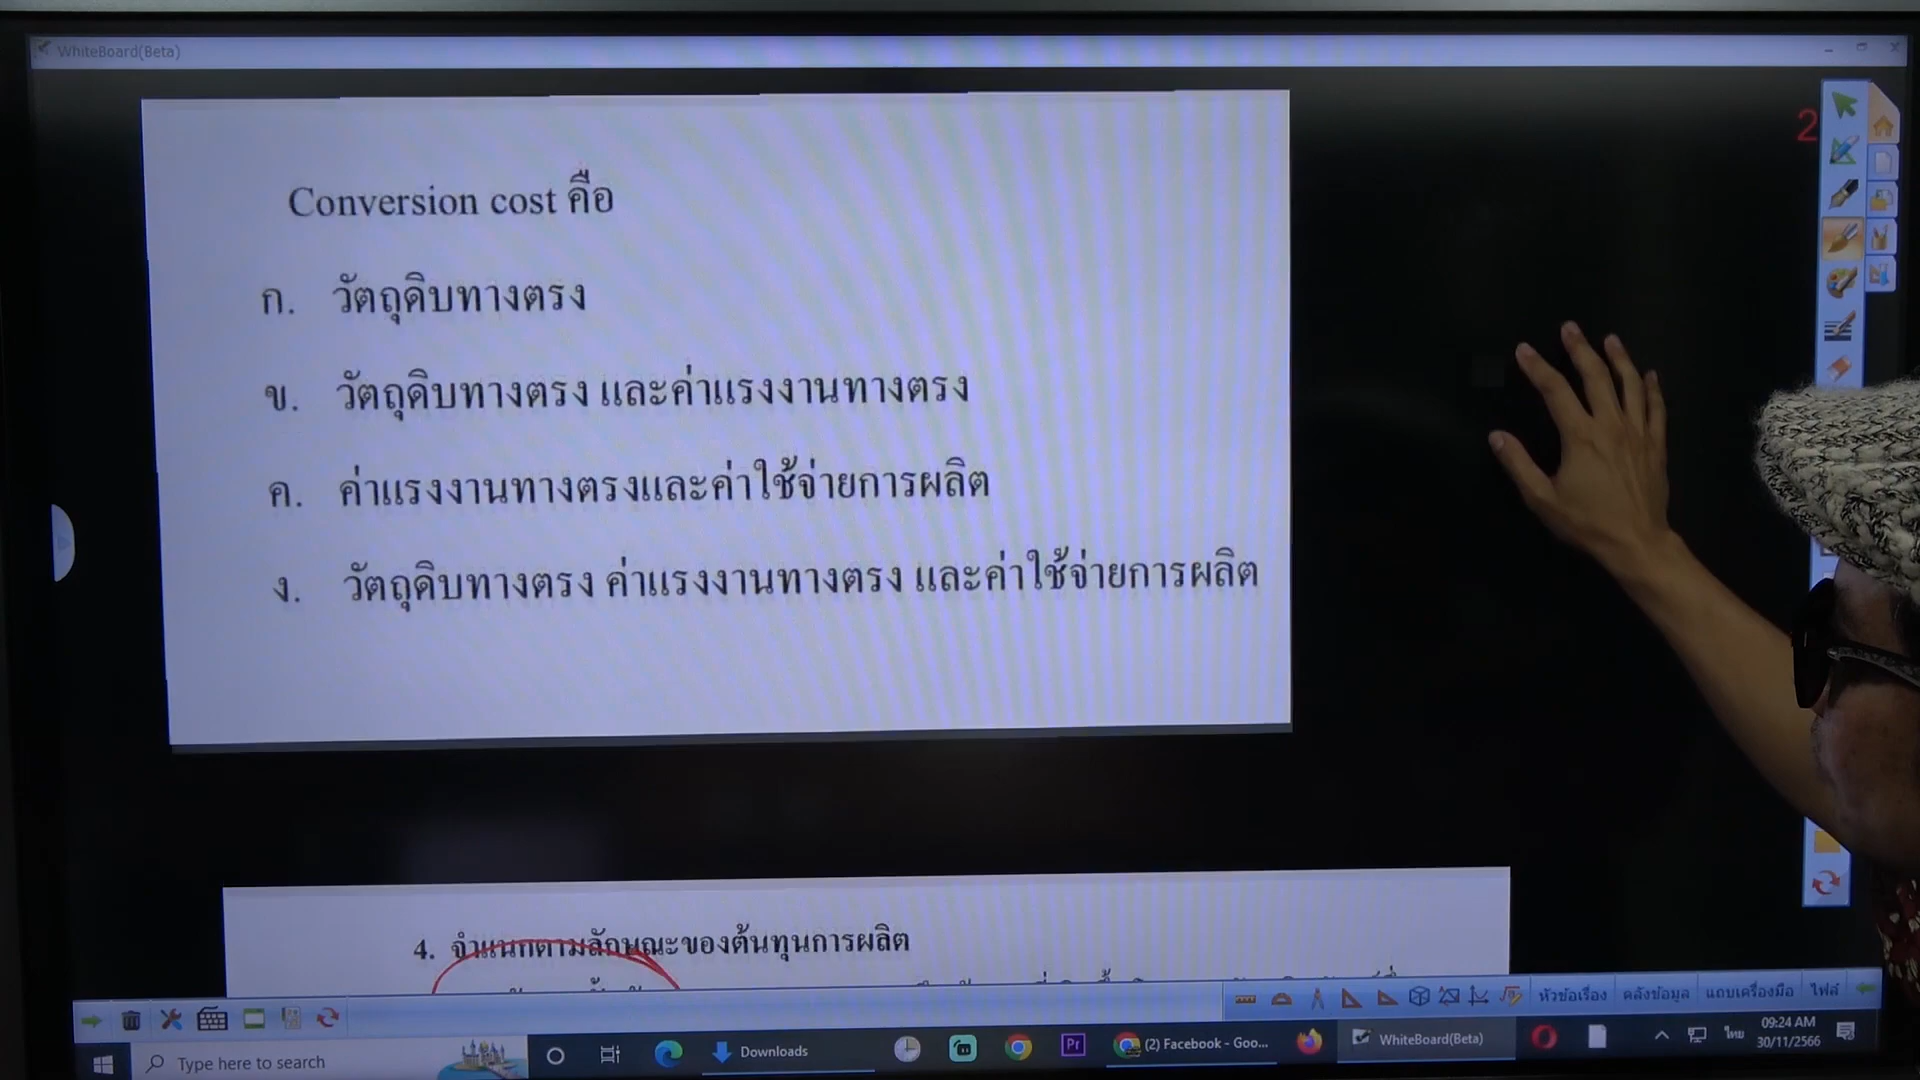 WhiteBoard(Beta)
2
Conversion cost คือ
ก. วัตถุดิบทางตรง
ข. วัตถุดิบทางตรง และค่าแรงงานทางตรง
ค. ค่าแรงงานทางตรงและค่าใช้จ่ายการผลิต
ง. วัตถุดิบทางตรง ค่าแรงงานทางตรง และค่าใช้จ่ายการผลิต
4. จำแนกตามลักษณะของต้นทุนการผลิต
หัวข้อเรื่อง คลังข้อมูล แถบเครื่องมือ ไฟล์
Type here to search
Downloads
Pr
(2) Facebook - Goo...
WhiteBoard(Beta)
ไทย
09:24 AM
30/11/2566